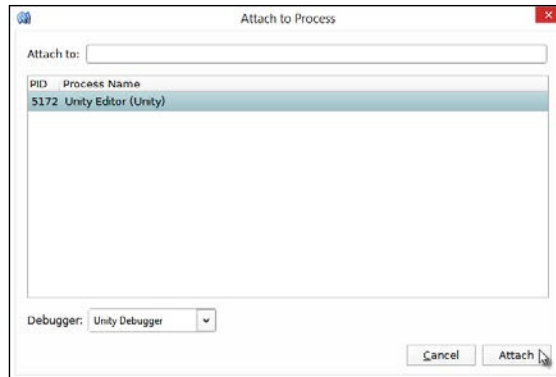 Attach to Process
Attach to:
PID Process Name
5172 Unity Editor (Unity)
Debugger: Unity Debugger
Cancel Attach